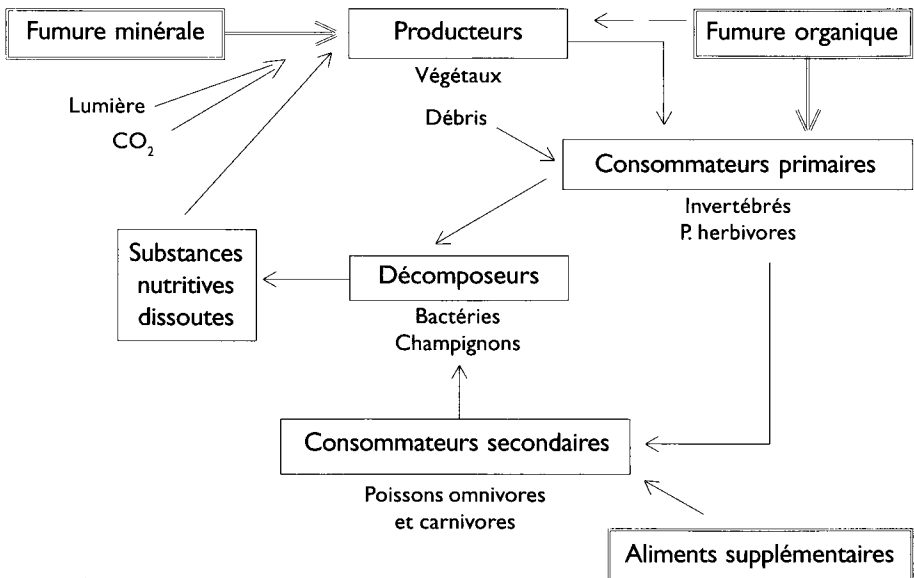 Fumure minérale
Producteurs
Fumure organique
Végétaux
Lumière
CO₂
Débris
Consommateurs primaires
Invertébrés
P. herbivores
Substances
nutritives
dissoutes
Décomposeurs
Bactéries
Champignons
Consommateurs secondaires
Poissons omnivores
et carnivores
Aliments supplémentaires